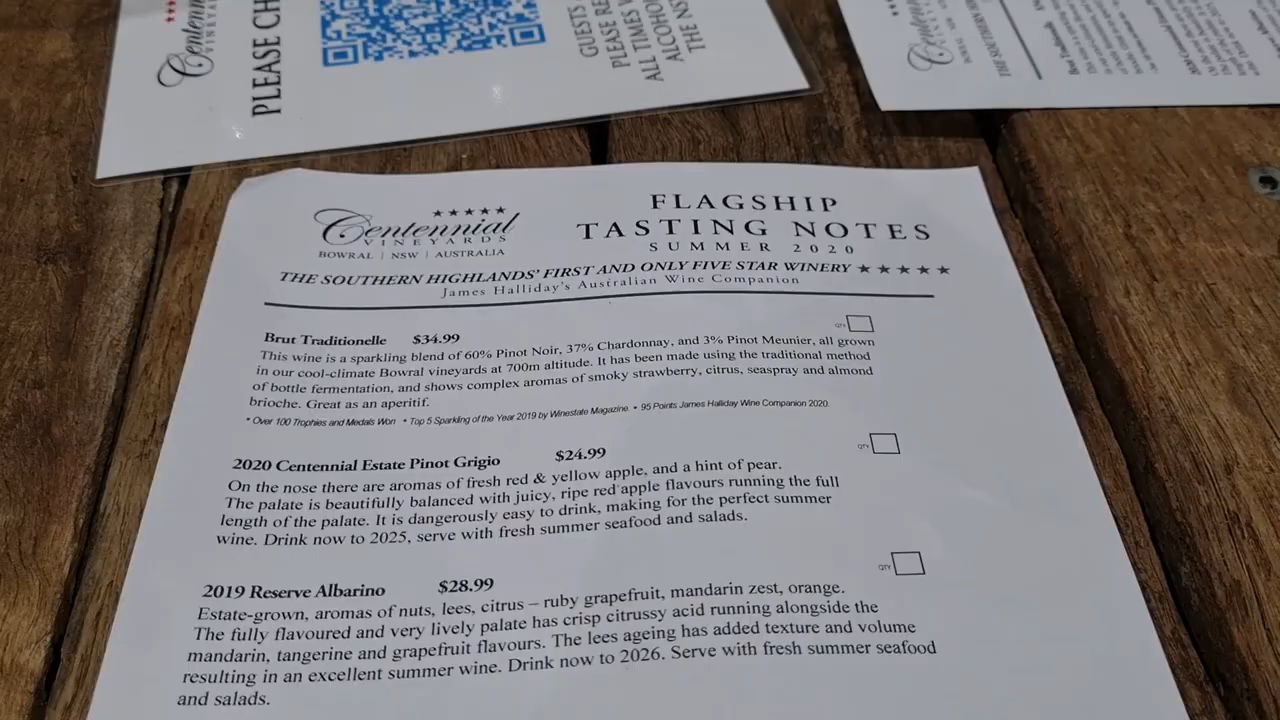 Centennial
VINEYARDS
PLEASE CH
GUESTS
PLEASE RE
ALL TIMES W
ALCOHO
THE NS
★★★★★
Centennial
VINEYARDS
BOWRAL | NSW | AUSTRALIA
FLAGSHIP
TASTING NOTES
SUMMER 2020
THE SOUTHERN HIGHLANDS' FIRST AND ONLY FIVE STAR WINERY ★★★★★
James Halliday's Australian Wine Companion
Brut Traditionelle $34.99
QTY
This wine is a sparkling blend of 60% Pinot Noir, 37% Chardonnay, and 3% Pinot Meunier, all grown
in our cool-climate Bowral vineyards at 700m altitude. It has been made using the traditional method
of bottle fermentation, and shows complex aromas of smoky strawberry, citrus, seaspray and almond
brioche. Great as an aperitif.
• Over 100 Trophies and Medals Won • Top 5 Sparkling of the Year 2019 by Winestate Magazine. • 95 Points James Halliday Wine Companion 2020.
2020 Centennial Estate Pinot Grigio $24.99
QTY
On the nose there are aromas of fresh red & yellow apple, and a hint of pear.
The palate is beautifully balanced with juicy, ripe red apple flavours running the full
length of the palate. It is dangerously easy to drink, making for the perfect summer
wine. Drink now to 2025, serve with fresh summer seafood and salads.
2019 Reserve Albarino $28.99
QTY
Estate-grown, aromas of nuts, lees, citrus – ruby grapefruit, mandarin zest, orange.
The fully flavoured and very lively palate has crisp citrussy acid running alongside the
mandarin, tangerine and grapefruit flavours. The lees ageing has added texture and volume
resulting in an excellent summer wine. Drink now to 2026. Serve with fresh summer seafood
and salads.